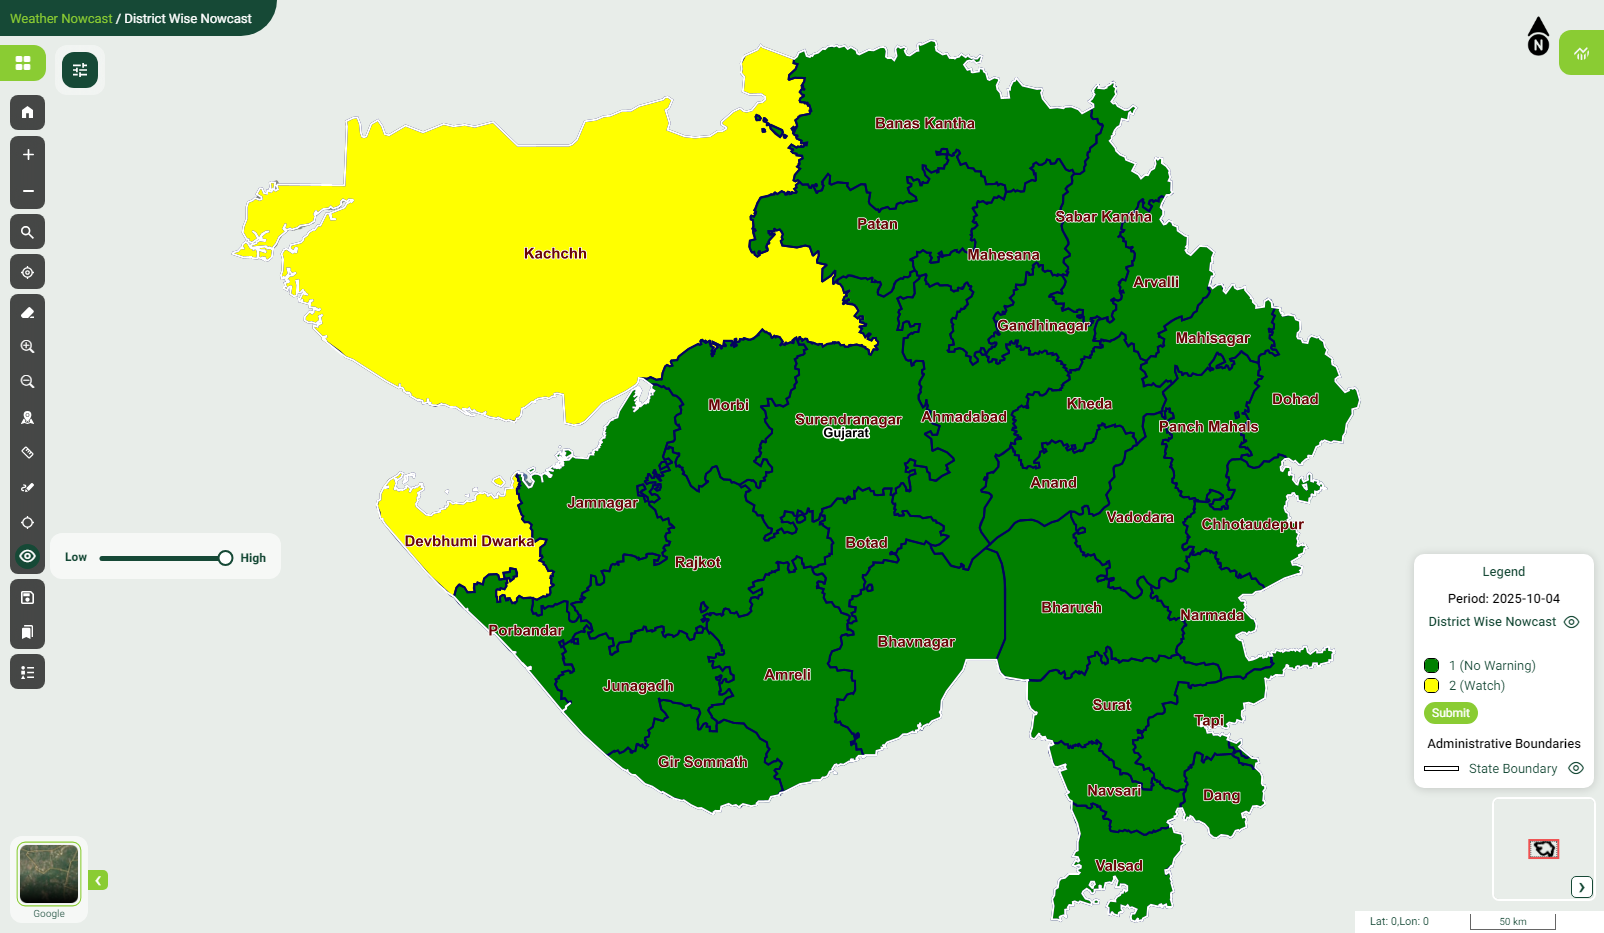 Weather Nowcast / District Wise Nowcast
N
Banas Kantha
Patan
Sabar Kantha
Kachchh
Mahesana
Arvalli
Gandhinagar
Mahisagar
Morbi
Surendranagar
Gujarat
Ahmadabad
Kheda
Dohad
Panch Mahals
Anand
Jamnagar
Vadodara
Chhotaudepur
Devbhumi Dwarka
Botad
Rajkot
Low
High
Bharuch
Narmada
Porbandar
Bhavnagar
Amreli
Junagadh
Surat
Tapi
Gir Somnath
Navsari
Dang
Valsad
Legend
Period: 2025-10-04
District Wise Nowcast
1 (No Warning)
2 (Watch)
Submit
Administrative Boundaries
State Boundary
Google
Lat: 0,Lon: 0
50 km